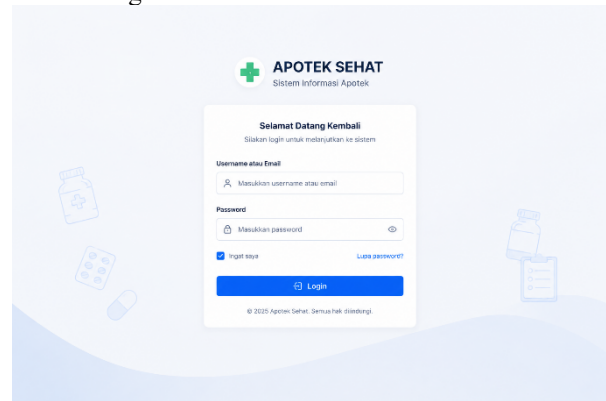 APOTEK SEHAT
Sistem Informasi Apotek
Selamat Datang Kembali
Silakan login untuk melanjutkan ke sistem
Username atau Email
Masukkan username atau email
Password
Masukkan password
Ingat saya
Lupa password?
Login
© 2025 Apotek Sehat. Semua hak dilindungi.